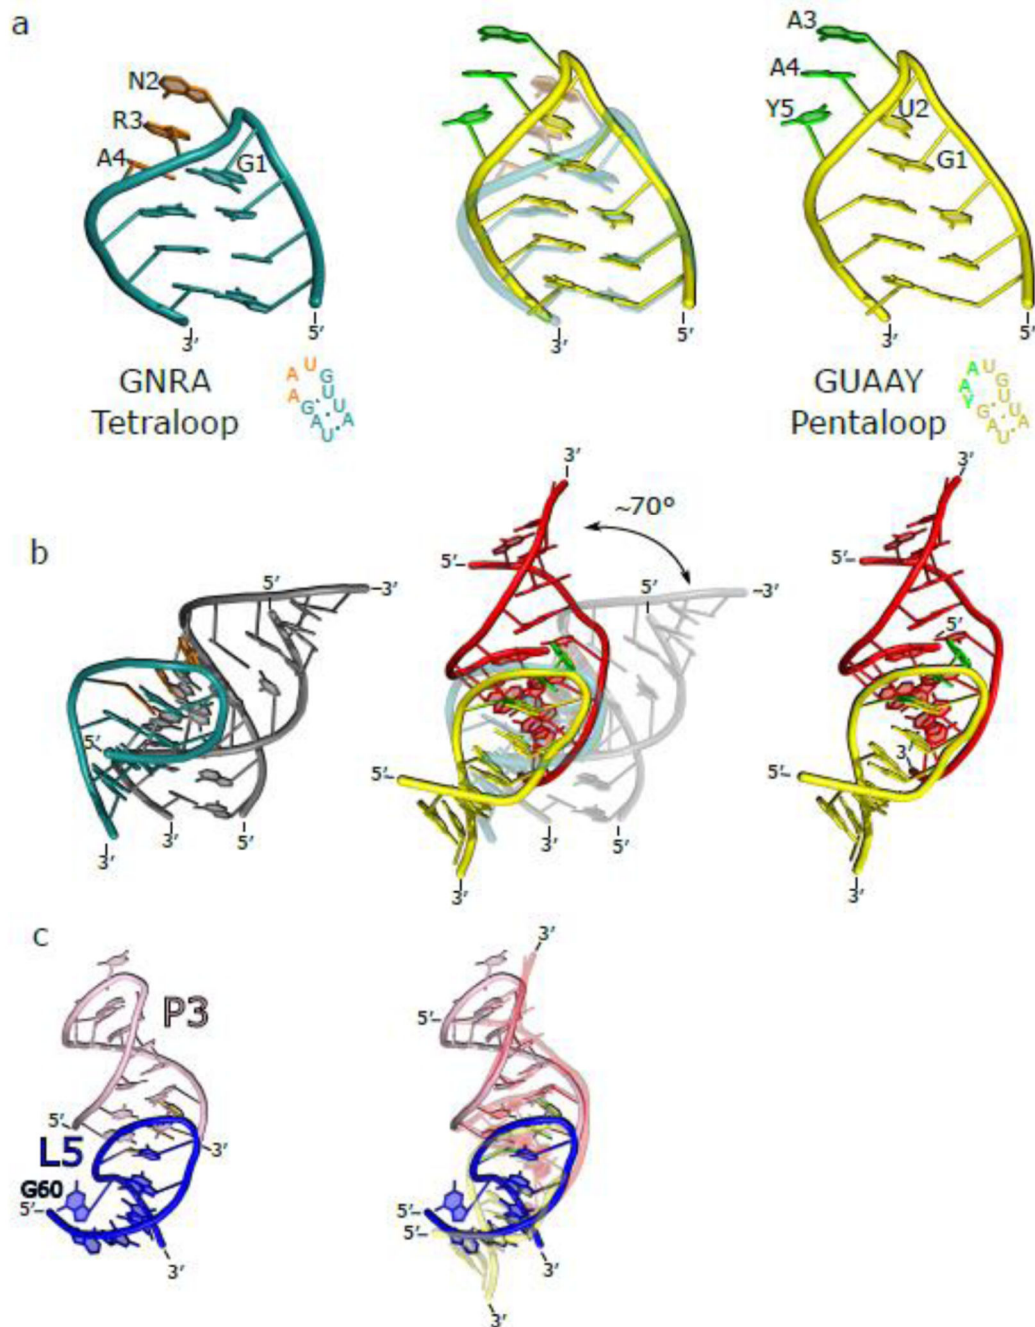 a
N2
R3
A4
G1
3′
5′
3′
5′
A3
A4
Y5
U2
G1
3′
5′
GNRA
Tetraloop
U
A G
A U
G U
A A
U
GUAAY
Pentaloop
A U
A G
Y U
G U
A A
U
b
5′
3′
5′
3′
3′
5′
3′
5′
~70°
5′
3′
5′
3′
5′
3′
3′
5′
5′
3′
5′
3′
c
P3
5′
3′
L5
G60
5′
3′
3′
5′
5′
5′
3′
3′